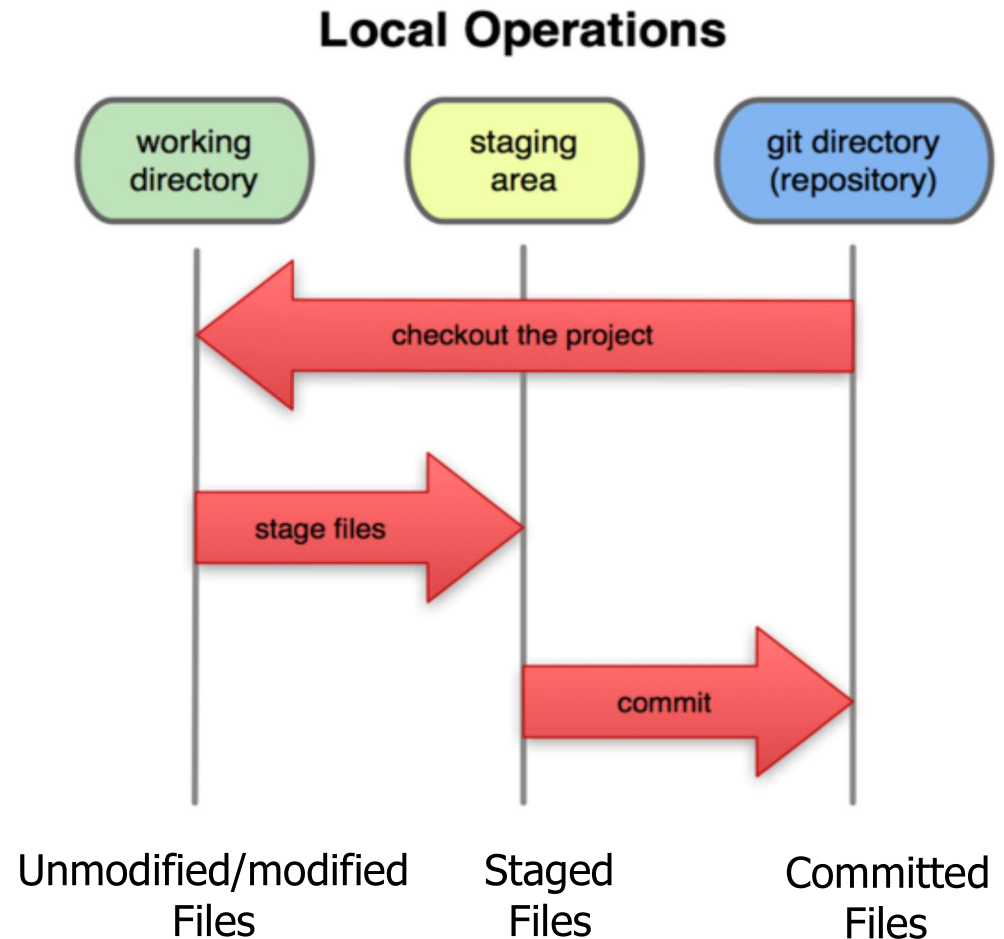 Local Operations
working
directory
staging
area
git directory
(repository)
checkout the project
stage files
commit
Unmodified/modified
Files
Staged
Files
Committed
Files